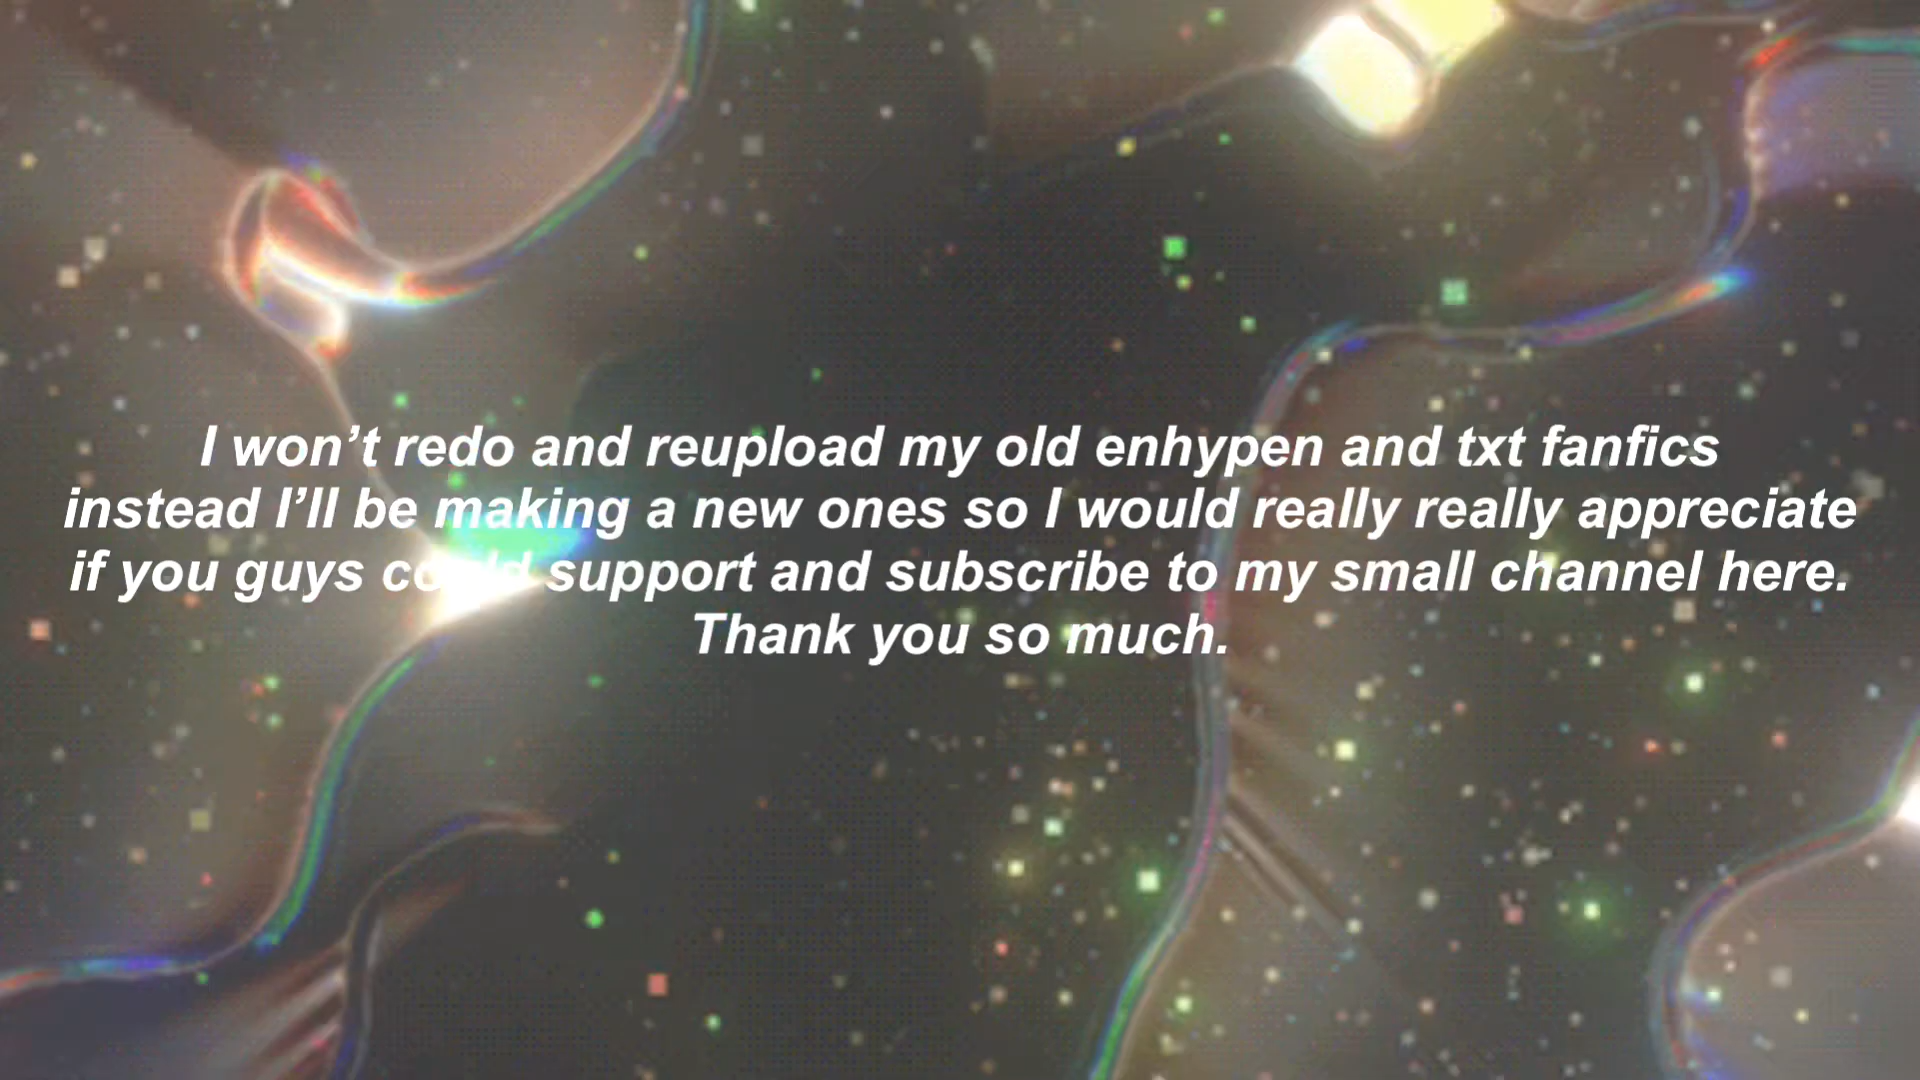 I won’t redo and reupload my old enhypen and txt fanfics
instead I’ll be making a new ones so I would really really appreciate
if you guys could support and subscribe to my small channel here.
Thank you so much.